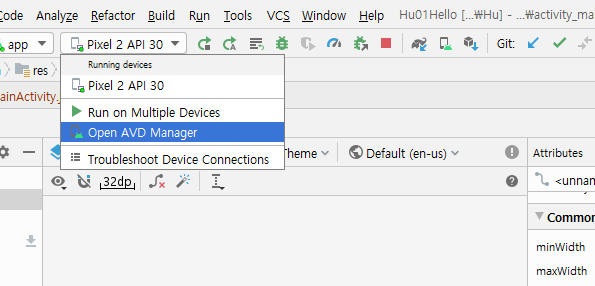 Code Analyze Refactor Build Run Tools VCS Window Help Hu01Hello [...₩Hu] - ...₩activity_ma
app Pixel 2 API 30 Git:
res
ainActivity.
Running devices
Pixel 2 API 30
Run on Multiple Devices
Open AVD Manager
Troubleshoot Device Connections
Theme Default (en-us) Attributes
32dp <unnan
Common
minWidth
maxWidth